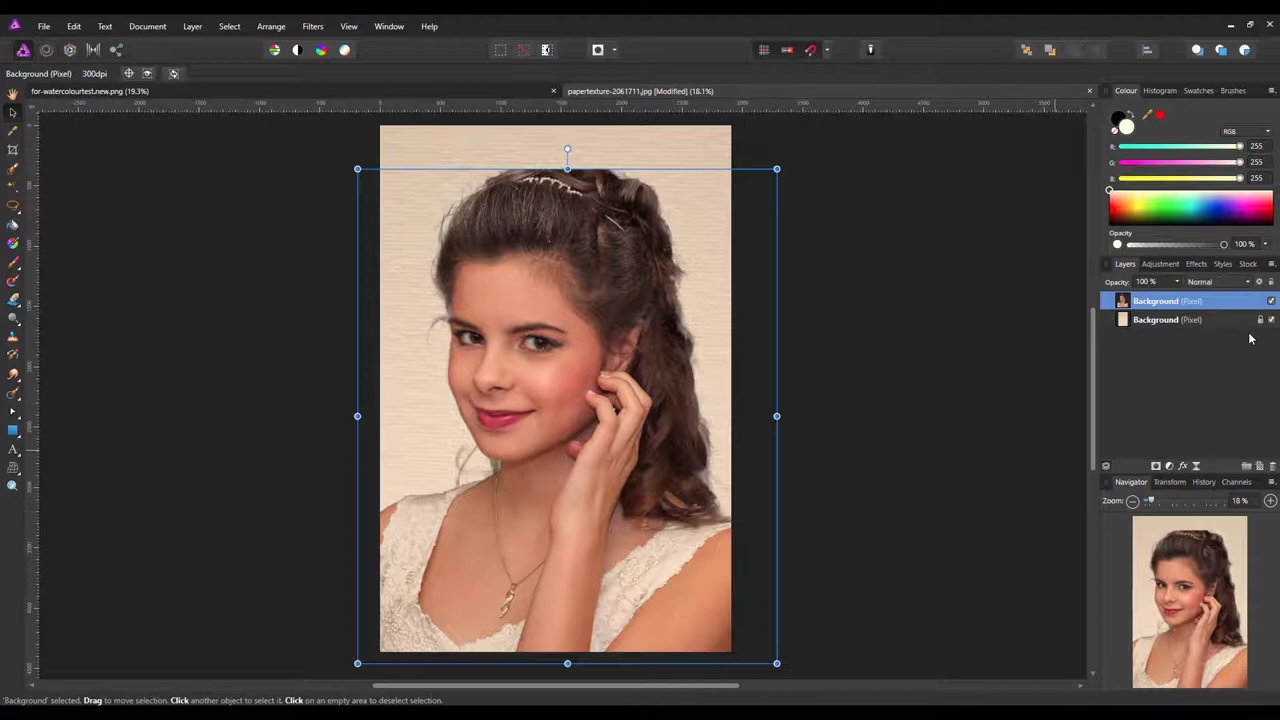 File Edit Text Document Layer Select Arrange Filters View Window Help
Background (Pixel) 300dpi
for-watercolourtest.new.png (19.3%)
papertexture-2061711.jpg [Modified] (18.1%)
Colour Histogram Swatches Brushes
RGB
R: 255
G: 255
B: 255
Opacity
100 %
Layers Adjustment Effects Styles Stock
Opacity: 100 % Normal
Background (Pixel)
Background (Pixel)
Navigator Transform History Channels
Zoom: 18 %
'Background' selected. Drag to move selection. Click another object to select it. Click on an empty area to deselect selection.